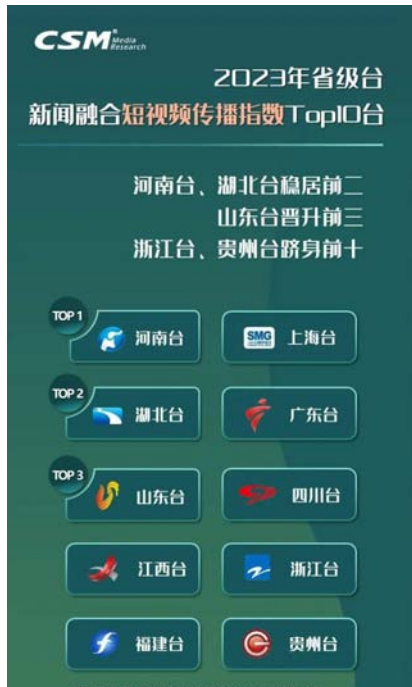 CSM Media Research
2023年省级台
新闻融合短视频传播指数Top10台
河南台、湖北台稳居前二
山东台晋升前三
浙江台、贵州台跻身前十
TOP 1
河南台
SMG 上海台
TOP 2
湖北台
广东台
TOP 3
山东台
四川台
江西台
浙江台
福建台
贵州台